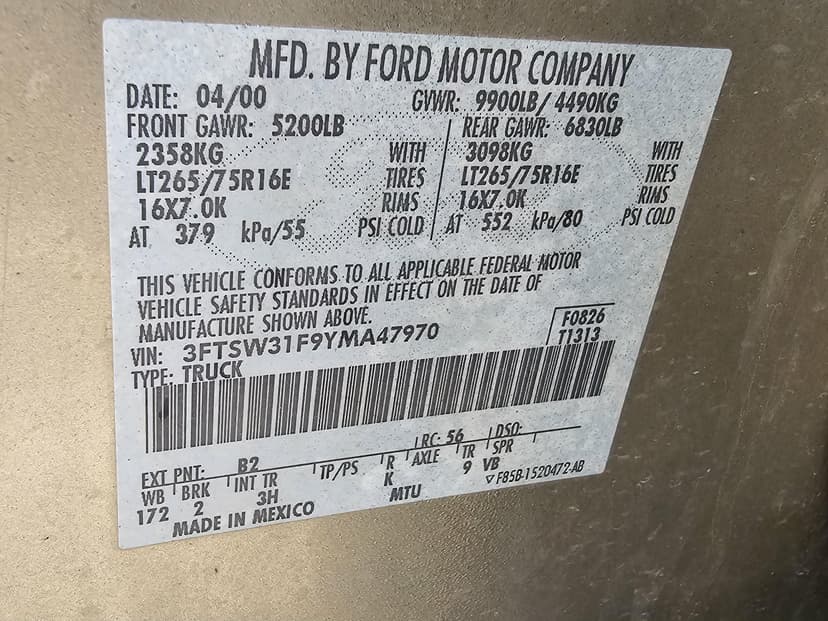 MFD. BY FORD MOTOR COMPANY
DATE: 04/00 GVWR: 9900LB/ 4490KG
FRONT GAWR: 5200LB REAR GAWR: 6830LB
2358KG WITH 3098KG WITH
LT265/75R16E TIRES LT265/75R16E TIRES
16X7.0K RIMS 16X7.0K RIMS
AT 379 kPa/55 PSI COLD AT 552 kPa/80 PSI COLD
THIS VEHICLE CONFORMS TO ALL APPLICABLE FEDERAL MOTOR
VEHICLE SAFETY STANDARDS IN EFFECT ON THE DATE OF
MANUFACTURE SHOWN ABOVE.
F0826
VIN: 3FTSW31F9YMA47970 T1313
TYPE: TRUCK
EXT PNT: B2 RC: 56 DSO:
WB BRK INT TR TP/PS R AXLE TR SPR
172 2 3H K 9 VB
MTU
MADE IN MEXICO ▽F85B-1520472-AB